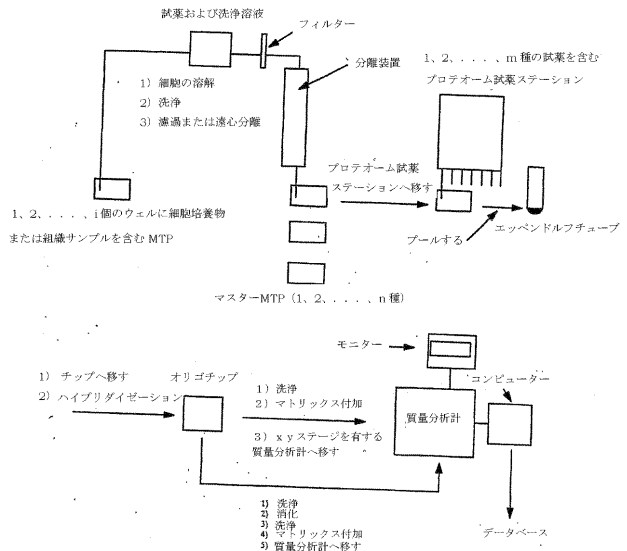 試薬および洗浄溶液
フィルター
分離装置
1、2、．．．．、m種の試薬を含む
プロテオーム試薬ステーション
1）細胞の溶解
2）洗浄
3）濾過または遠心分離
プロテオーム試薬
ステーションへ移す
1、2、．．．．、i個のウェルに細胞培養物
または組織サンプルを含むMTP
プールする
エッペンドルフチューブ
マスターMTP（1、2、．．．．、n種）
モニター
1） チップへ移す
2） ハイブリダイゼーション
オリゴチップ
1）洗浄
2）マトリックス付加
3）xyステージを有する
質量分析計へ移す
質量分析計
コンピューター
1) 洗浄
2) 消化
3) 洗浄
4) マトリックス付加
5) 質量分析計へ移す
データベース